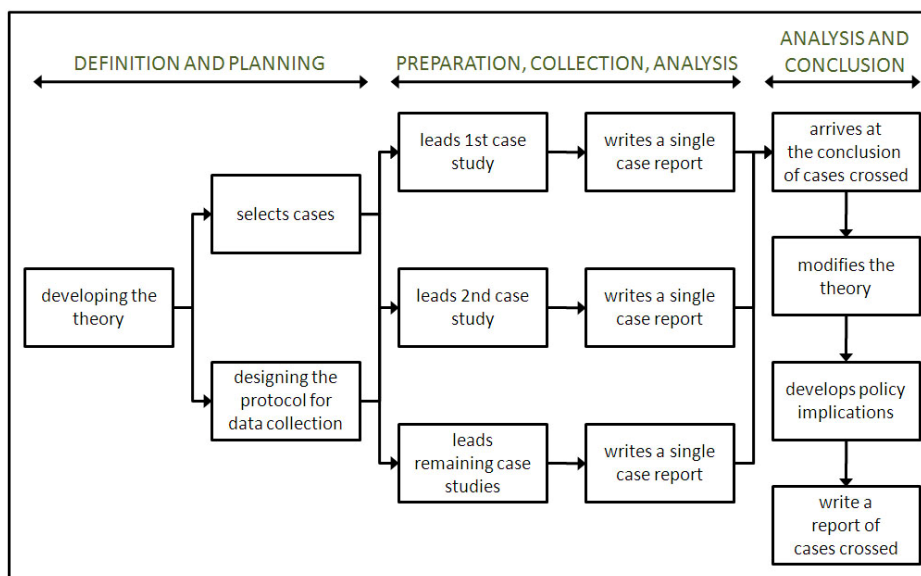 DEFINITION AND PLANNING
PREPARATION, COLLECTION, ANALYSIS
ANALYSIS AND
CONCLUSION
developing the
theory
selects cases
designing the
protocol for
data collection
leads 1st case
study
writes a single
case report
leads 2nd case
study
writes a single
case report
leads
remaining case
studies
writes a single
case report
arrives at
the conclusion
of cases crossed
modifies the
theory
develops policy
implications
write a
report of
cases crossed